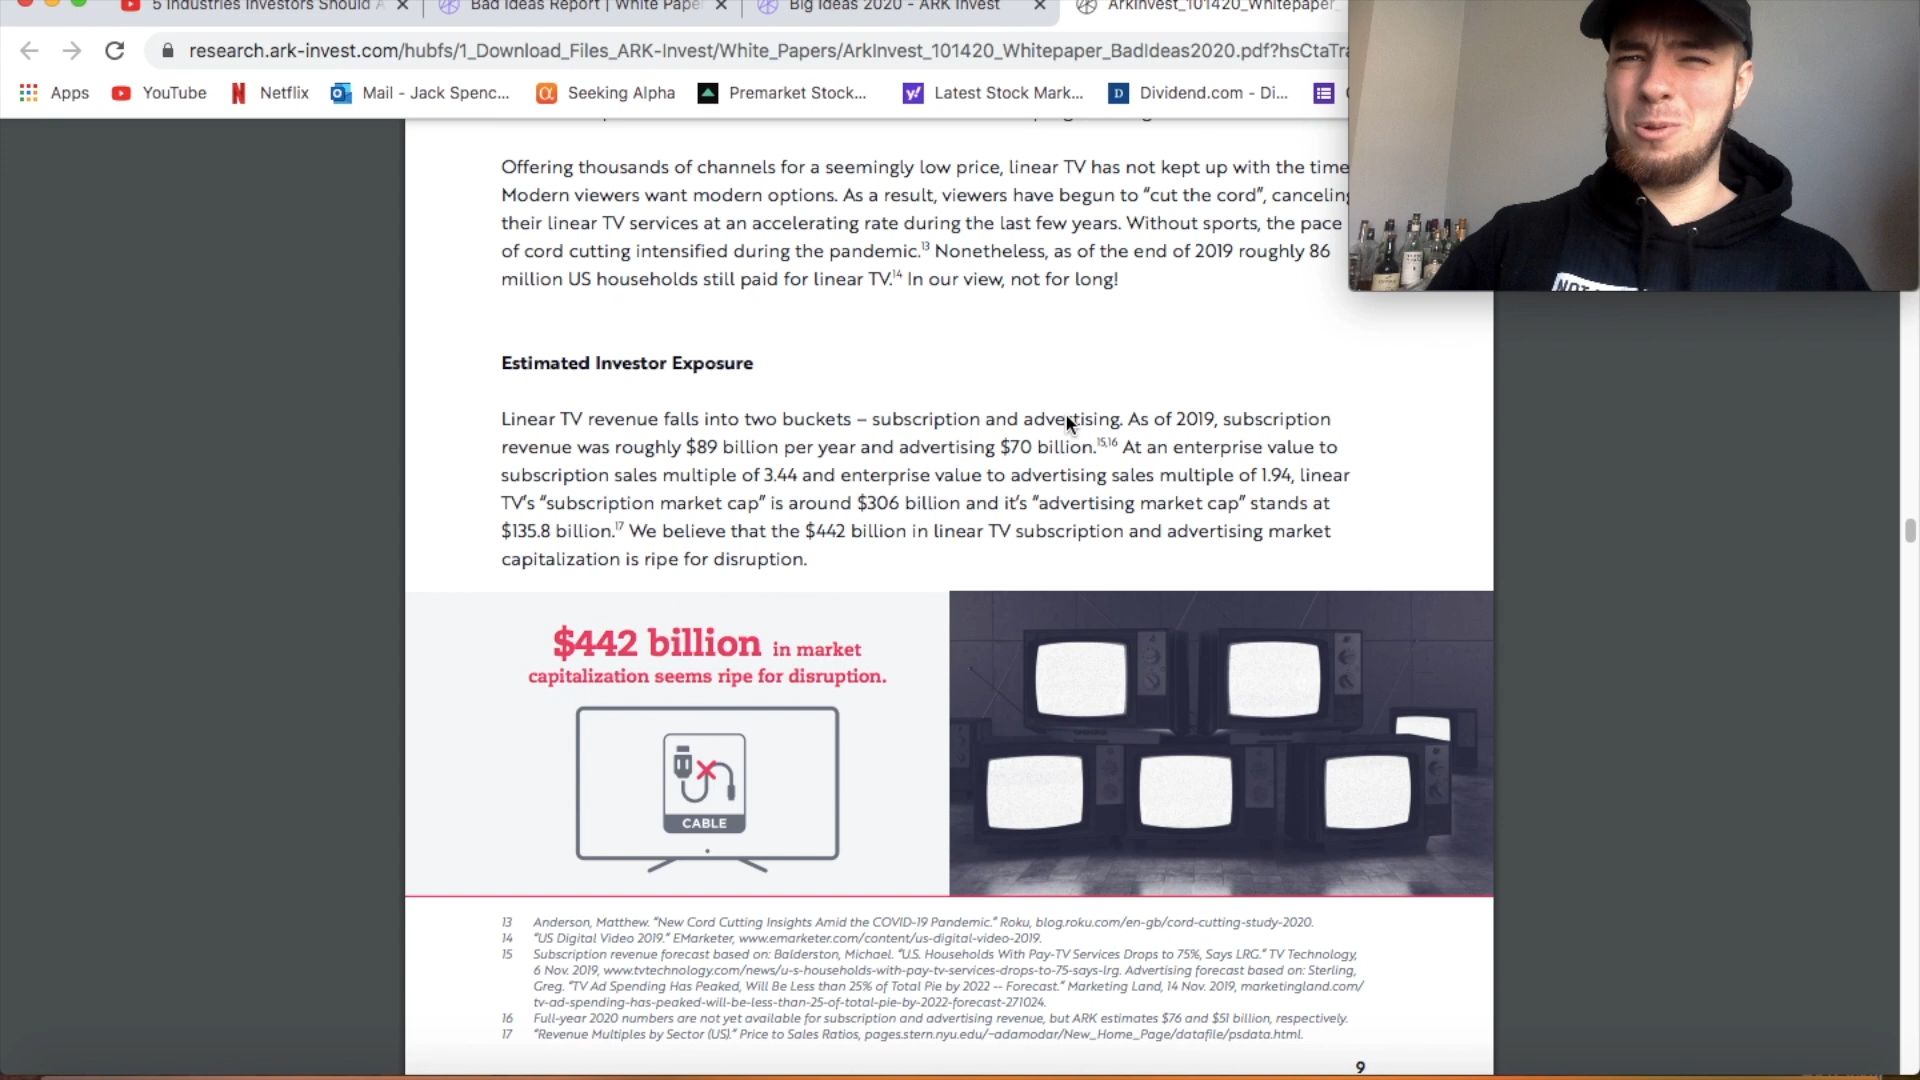 5 Industries Investors Should A
Bad Ideas Report | White Pape
Big Ideas 2020 - ARK Invest
ArkInvest_101420_Whitepaper_
research.ark-invest.com/hubfs/1_Download_Files_ARK-Invest/White_Papers/ArkInvest_101420_Whitepaper_BadIdeas2020.pdf?hsCtaTra
Apps YouTube Netflix Mail - Jack Spenc... Seeking Alpha Premarket Stock... Latest Stock Mark... Dividend.com - Di...
Offering thousands of channels for a seemingly low price, linear TV has not kept up with the time
Modern viewers want modern options. As a result, viewers have begun to “cut the cord”, canceling
their linear TV services at an accelerating rate during the last few years. Without sports, the pace
of cord cutting intensified during the pandemic.13 Nonetheless, as of the end of 2019 roughly 86
million US households still paid for linear TV.14 In our view, not for long!
Estimated Investor Exposure
Linear TV revenue falls into two buckets – subscription and advertising. As of 2019, subscription
revenue was roughly $89 billion per year and advertising $70 billion.15,16 At an enterprise value to
subscription sales multiple of 3.44 and enterprise value to advertising sales multiple of 1.94, linear
TV’s “subscription market cap” is around $306 billion and it’s “advertising market cap” stands at
$135.8 billion.17 We believe that the $442 billion in linear TV subscription and advertising market
capitalization is ripe for disruption.
$442 billion in market
capitalization seems ripe for disruption.
CABLE
13 Anderson, Matthew. “New Cord Cutting Insights Amid the COVID-19 Pandemic.” Roku, blog.roku.com/en-gb/cord-cutting-study-2020.
14 “US Digital Video 2019.” EMarketer, www.emarketer.com/content/us-digital-video-2019.
15 Subscription revenue forecast based on: Balderston, Michael. “U.S. Households With Pay-TV Services Drops to 75%, Says LRG.” TV Technology,
6 Nov. 2019, www.tvtechnology.com/news/u-s-households-with-pay-tv-services-drops-to-75-says-lrg. Advertising forecast based on: Sterling,
Greg. “TV Ad Spending Has Peaked, Will Be Less than 25% of Total Pie by 2022 -- Forecast.” Marketing Land, 14 Nov. 2019, marketingland.com/
tv-ad-spending-has-peaked-will-be-less-than-25-of-total-pie-by-2022-forecast-271024.
16 Full-year 2020 numbers are not yet available for subscription and advertising revenue, but ARK estimates $76 and $51 billion, respectively.
17 “Revenue Multiples by Sector (US).” Price to Sales Ratios, pages.stern.nyu.edu/~adamodar/New_Home_Page/datafile/psdata.html.
9